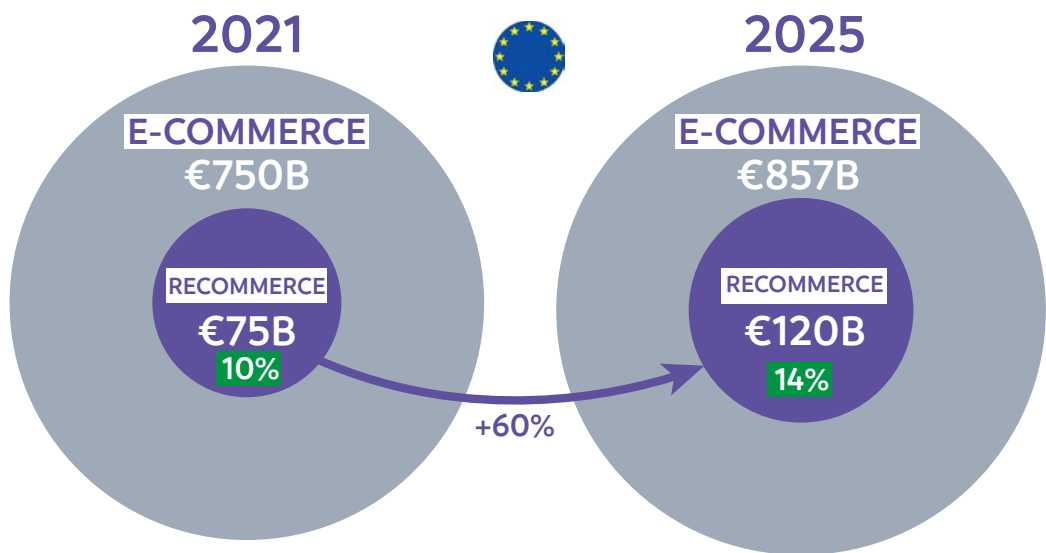 2021
E-COMMERCE
€750B
RECOMMERCE
€75B
10%
+60%
2025
E-COMMERCE
€857B
RECOMMERCE
€120B
14%